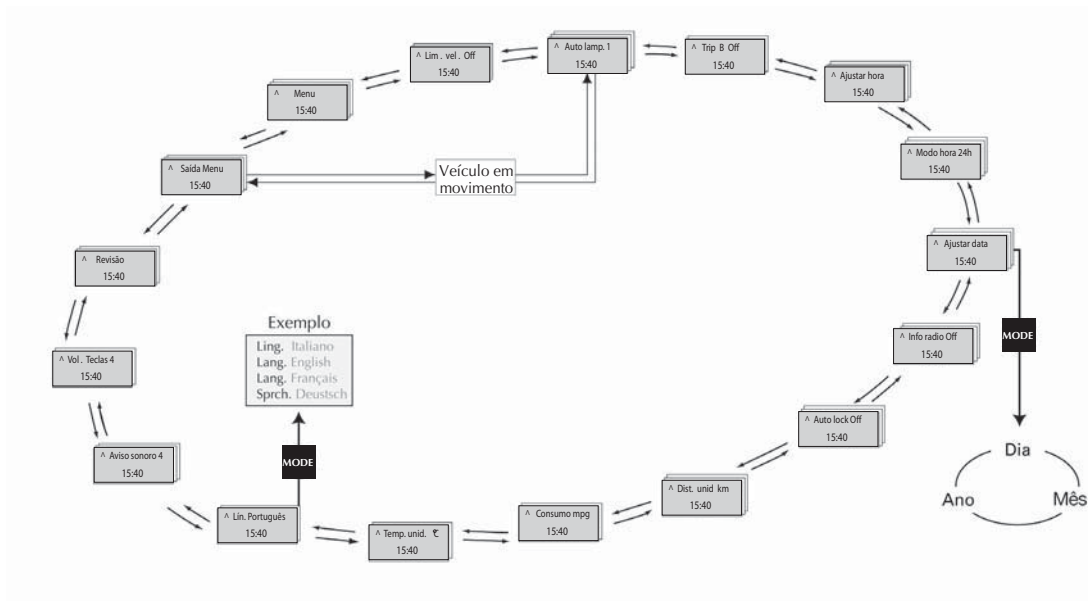 ^ Menu
15:40
^ Lim. vel. Off
15:40
^ Auto lamp. 1
15:40
^ Trip B Off
15:40
^ Ajustar hora
15:40
^ Modo hora 24h
15:40
^ Ajustar data
15:40
MODE
Dia
Ano
Mês
^ Info radio Off
15:40
^ Auto lock Off
15:40
^ Dist. unid km
15:40
^ Consumo mpg
15:40
^ Temp. unid. ℃
15:40
^ Lín. Português
15:40
MODE
Exemplo
Ling. Italiano
Lang. English
Lang. Français
Sprch. Deustsch
^ Aviso sonoro 4
15:40
^ Vol. Teclas 4
15:40
^ Revisão
15:40
^ Saída Menu
15:40
Veículo em
movimento